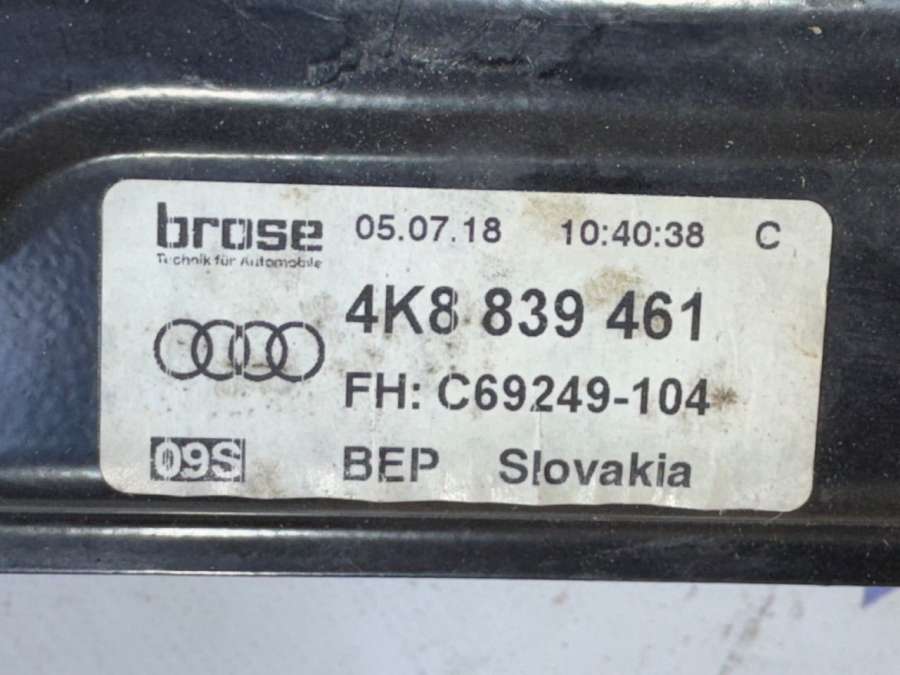 brose 05.07.18 10:40:38 C
Technik für Automobile
4K8 839 461
FH: C69249-104
09S BEP Slovakia